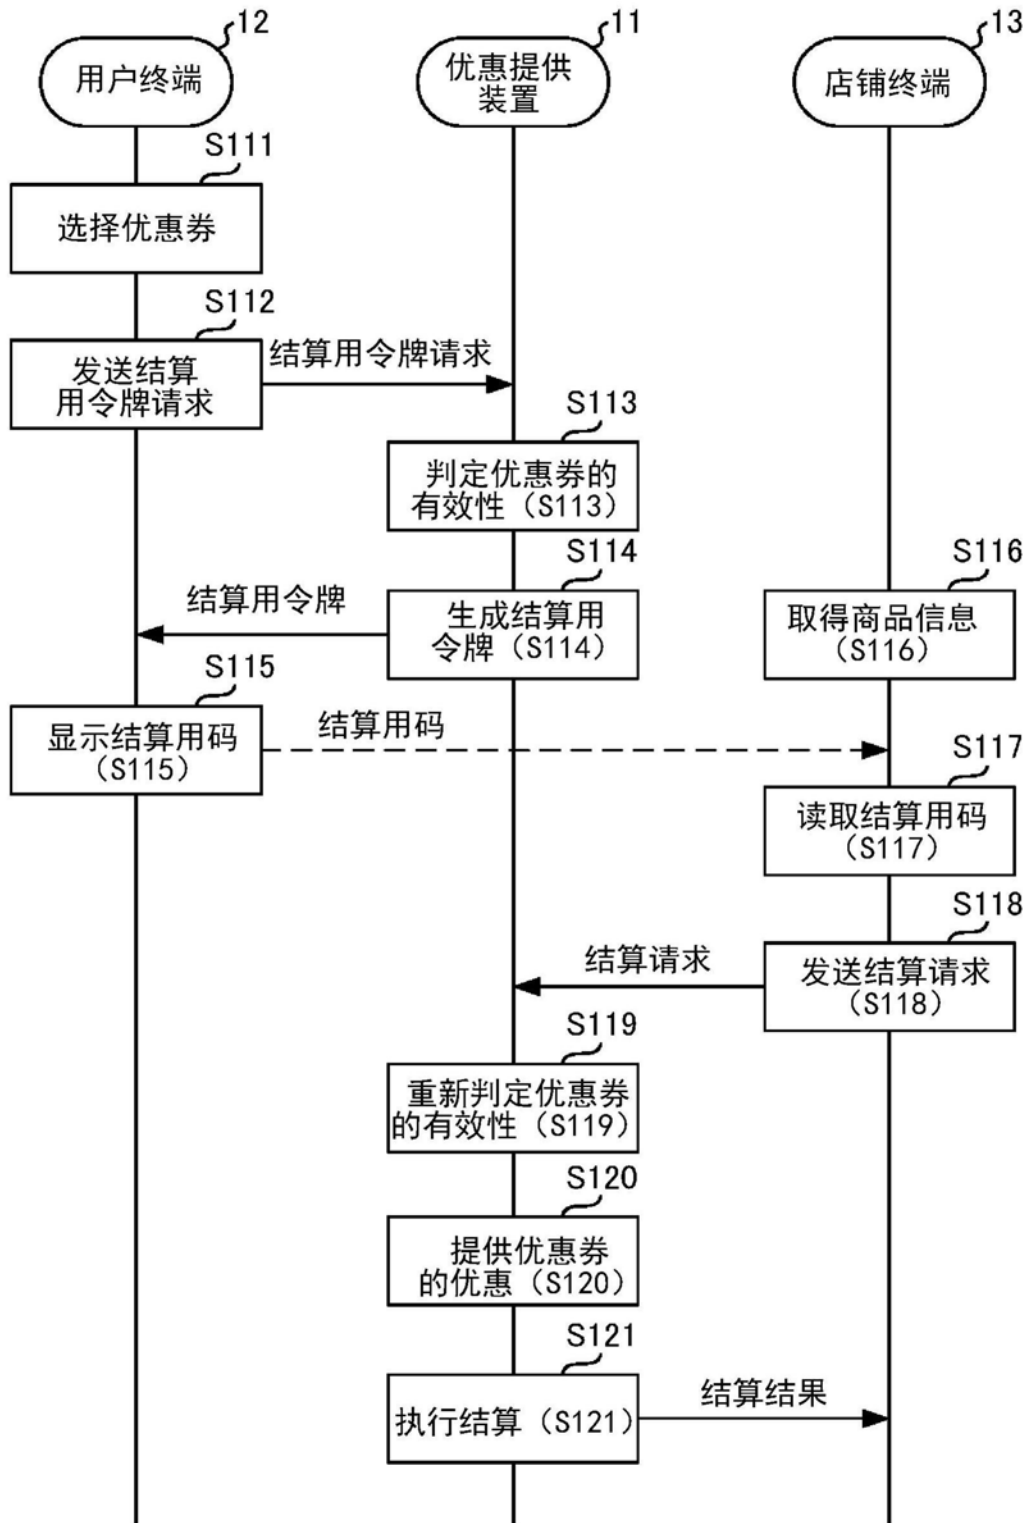 12
11
13
用户终端
优惠提供
装置
店铺终端
S111
选择优惠券
S112
发送结算
用令牌请求
结算用令牌请求
S113
判定优惠券的
有效性（S113）
S114
生成结算用
令牌（S114）
结算用令牌
S116
取得商品信息
（S116）
S115
显示结算用码
（S115）
结算用码
S117
读取结算用码
（S117）
S118
发送结算请求
（S118）
结算请求
S119
重新判定优惠券
的有效性（S119）
S120
提供优惠券
的优惠（S120）
S121
执行结算（S121）
结算结果